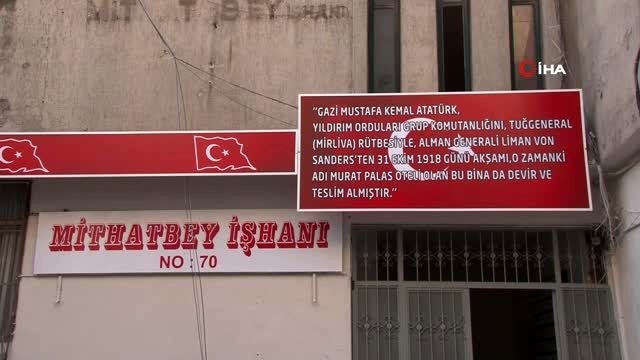 MİTHATBEY İŞHANI
İHA
"GAZİ MUSTAFA KEMAL ATATÜRK,
YILDIRIM ORDULARI GRUP KOMUTANLIĞINI, TUĞGENERAL
(MİRLİVA) RÜTBESİYLE, ALMAN GENERALİ LİMAN VON
SANDERS'TEN 31 EKİM 1918 GÜNÜ AKŞAMI,O ZAMANKİ
ADI MURAT PALAS OTELİ OLAN BU BİNA DA DEVİR VE
TESLİM ALMIŞTIR."
NO : 70